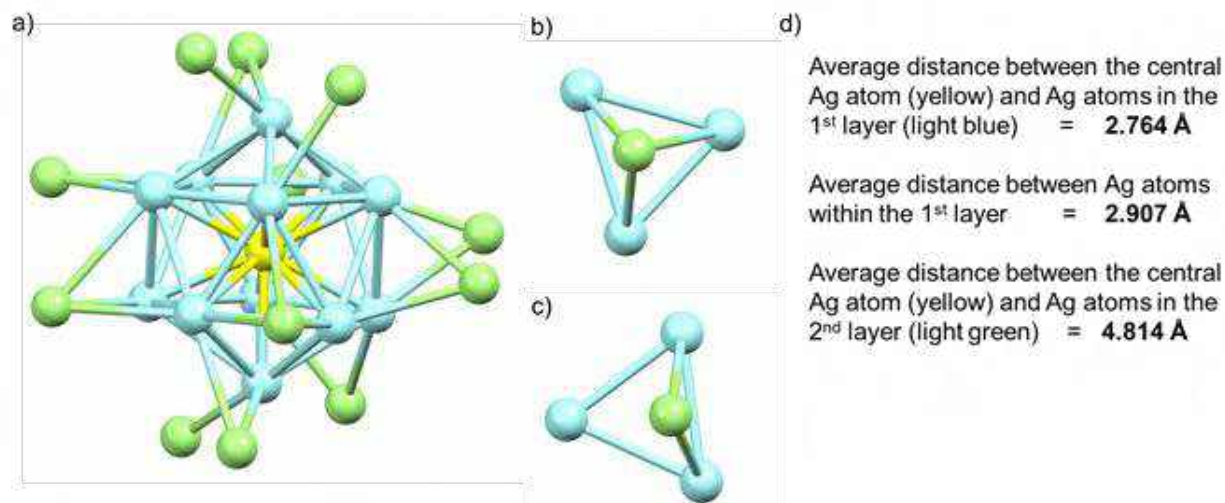 a)
b)
c)
d)
Average distance between the central
Ag atom (yellow) and Ag atoms in the
1st layer (light blue) = 2.764 Å
Average distance between Ag atoms
within the 1st layer = 2.907 Å
Average distance between the central
Ag atom (yellow) and Ag atoms in the
2nd layer (light green) = 4.814 Å